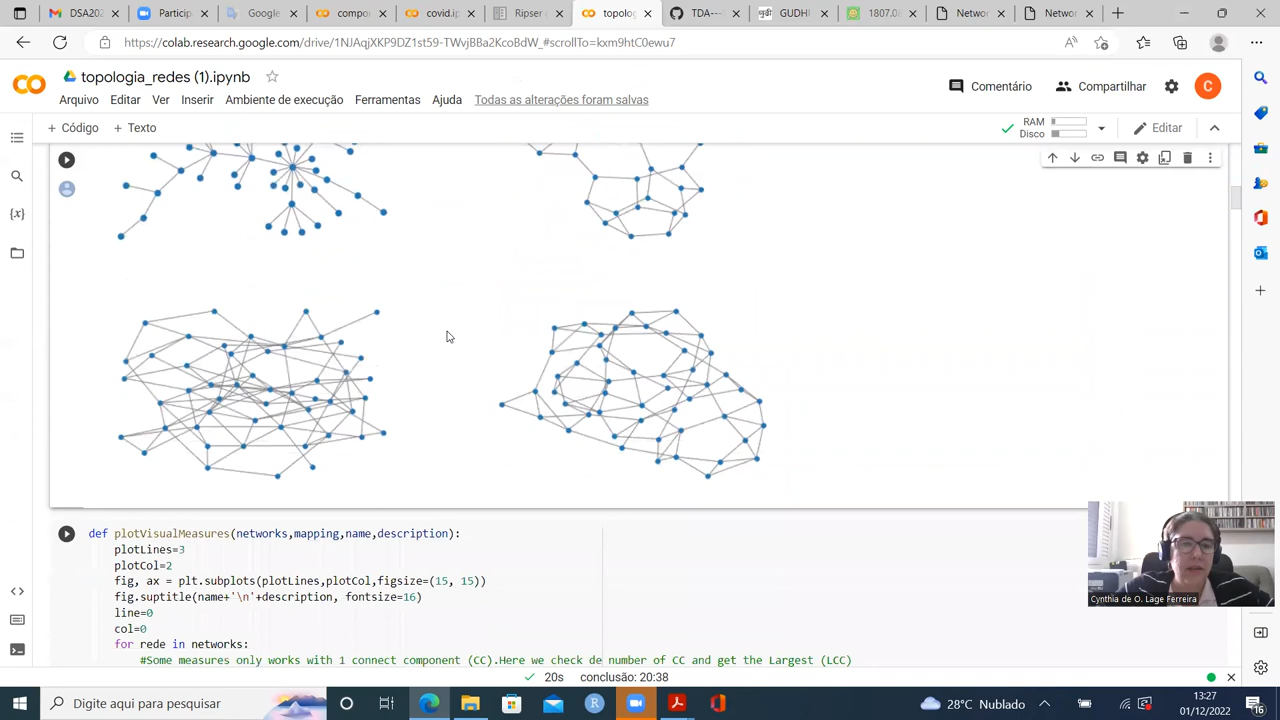 DSA202
Particip
Google
compo
covid.ip
Ripser
topolog
TDA---
GUDHI
1807.08
Networ
Networ
https://colab.research.google.com/drive/1NJAqjXKP9DZ1st59-TWvjBBa2KcoBdW_#scrollTo=kxm9htC0ewu7
topologia_redes (1).ipynb
Arquivo Editar Ver Inserir Ambiente de execução Ferramentas Ajuda Todas as alterações foram salvas
Comentário Compartilhar C
+ Código + Texto
RAM
Disco
Editar
{x}
def plotVisualMeasures(networks,mapping,name,description):
plotLines=3
plotCol=2
fig, ax = plt.subplots(plotLines,plotCol,figsize=(15, 15))
fig.suptitle(name+'\n'+description, fontsize=16)
line=0
col=0
for rede in networks:
#Some measures only works with 1 connect component (CC).Here we check de number of CC and get the Largest (LCC)
Cynthia de O. Lage Ferreira
20s conclusão: 20:38
Digite aqui para pesquisar
R
28°C Nublado
13:27
01/12/2022
16